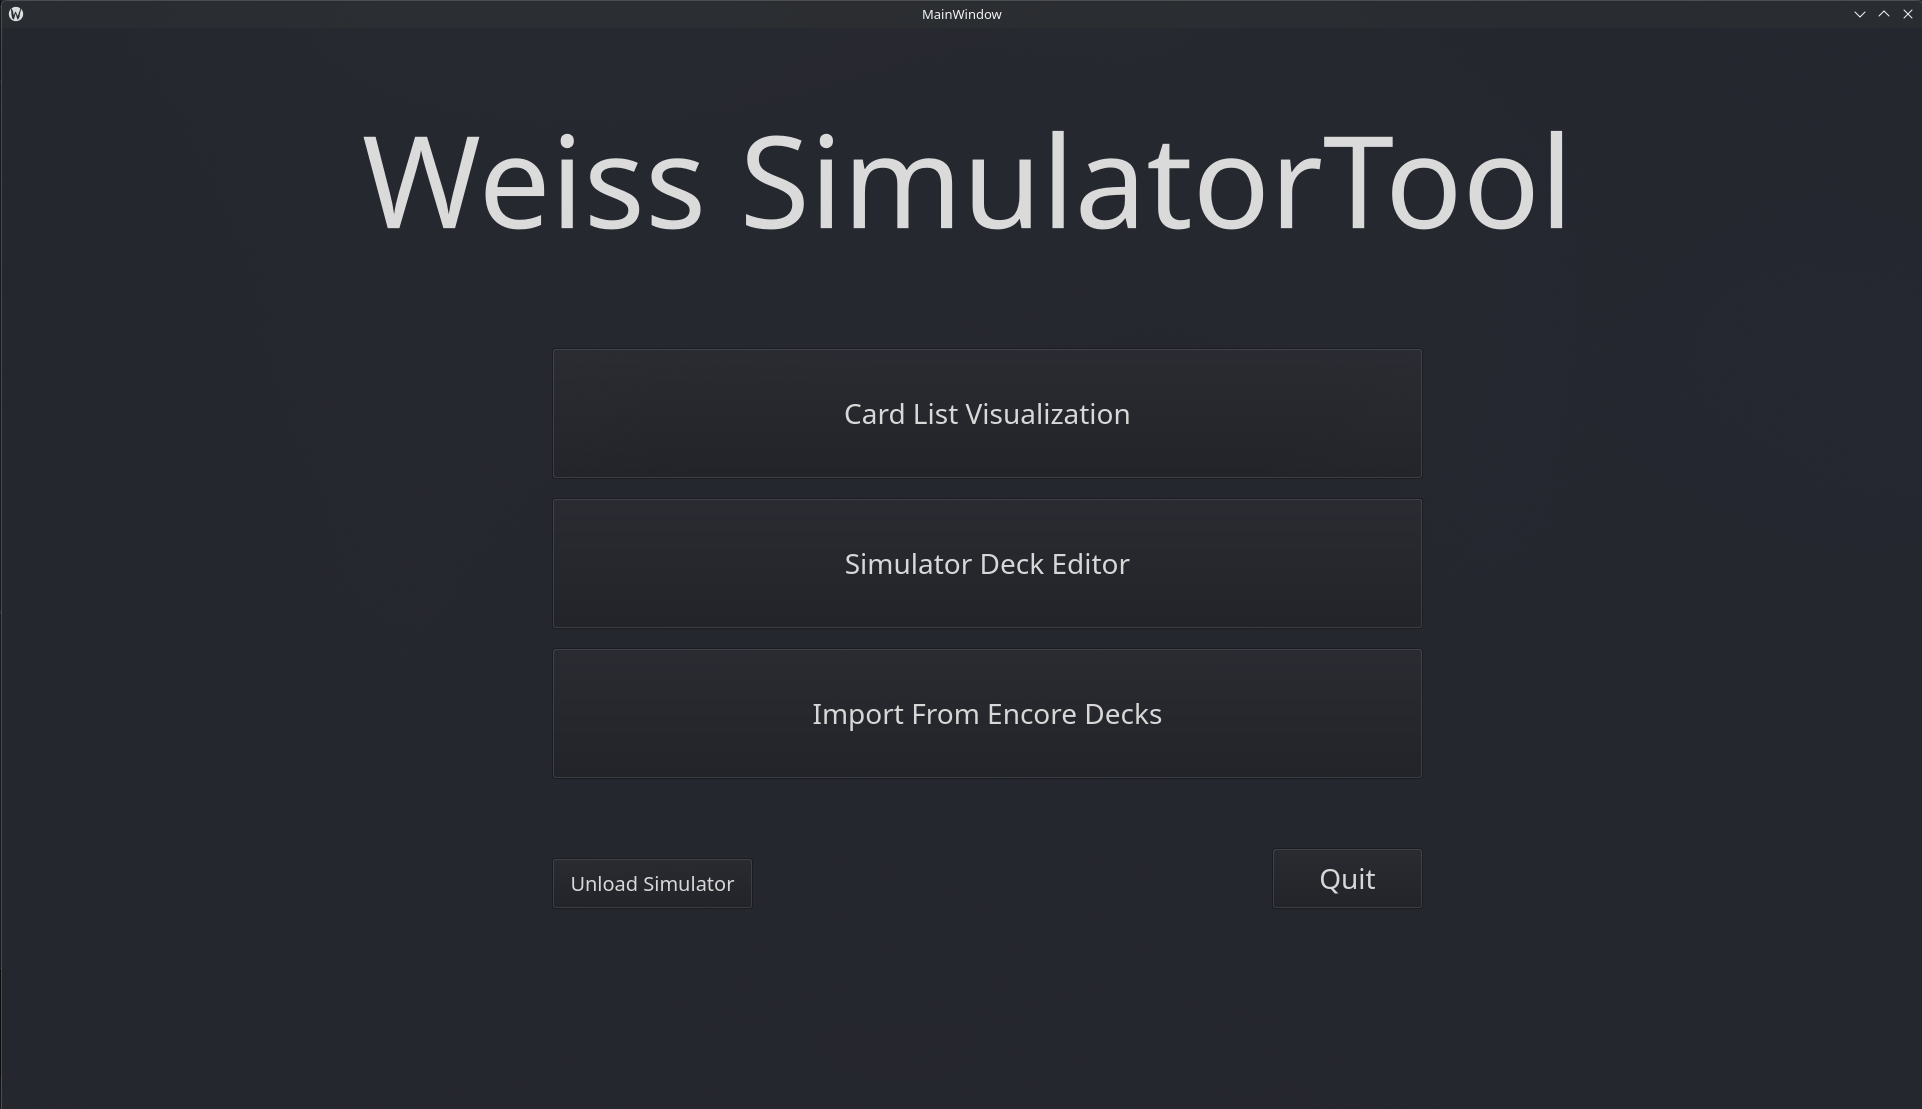 MainWindow
Weiss SimulatorTool
Card List Visualization
Simulator Deck Editor
Import From Encore Decks
Unload Simulator
Quit